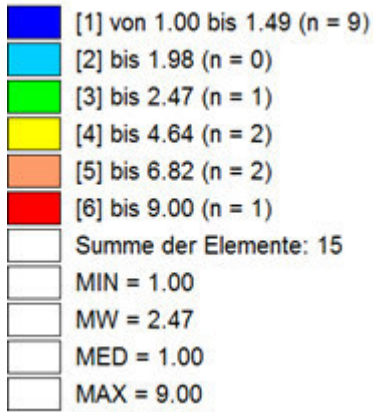 [1] von 1.00 bis 1.49 (n = 9)
[2] bis 1.98 (n = 0)
[3] bis 2.47 (n = 1)
[4] bis 4.64 (n = 2)
[5] bis 6.82 (n = 2)
[6] bis 9.00 (n = 1)
Summe der Elemente: 15
MIN = 1.00
MW = 2.47
MED = 1.00
MAX = 9.00